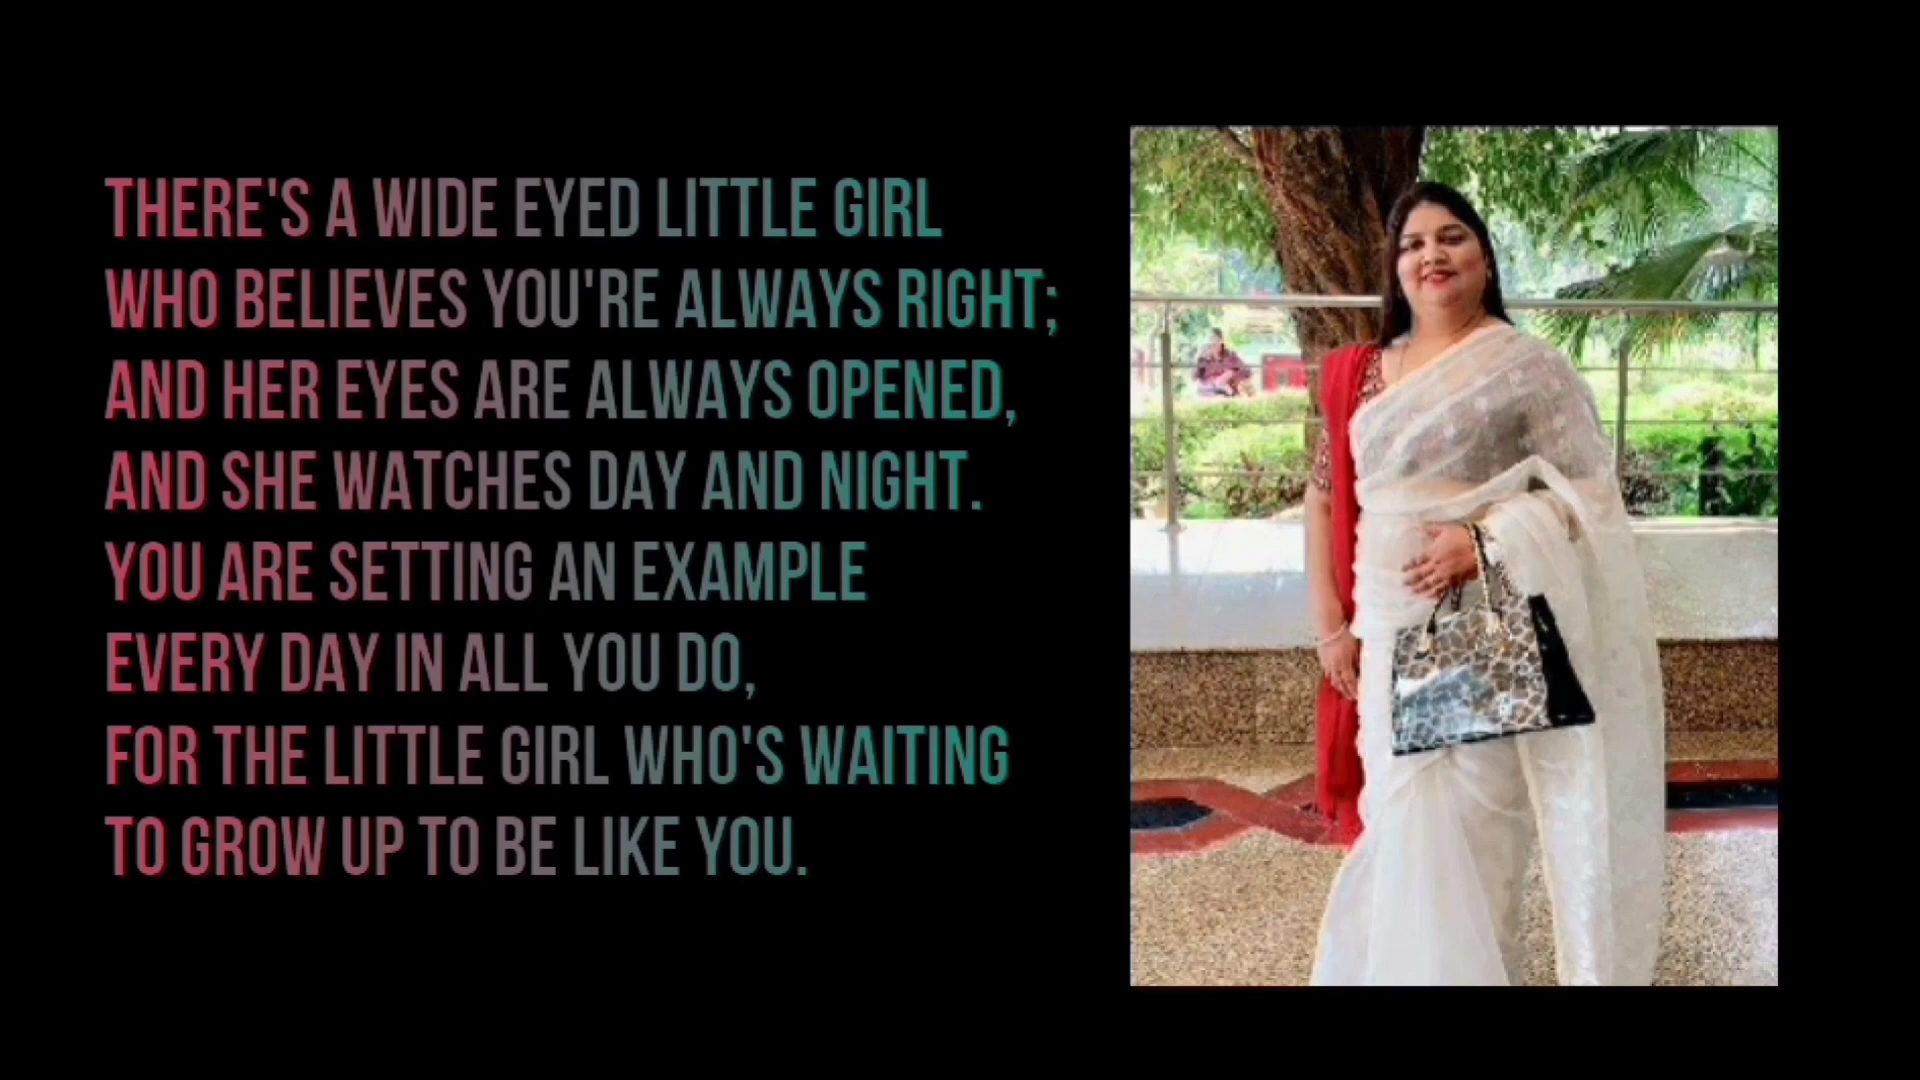 THERE'S A WIDE EYED LITTLE GIRL
WHO BELIEVES YOU'RE ALWAYS RIGHT;
AND HER EYES ARE ALWAYS OPENED,
AND SHE WATCHES DAY AND NIGHT.
YOU ARE SETTING AN EXAMPLE
EVERY DAY IN ALL YOU DO,
FOR THE LITTLE GIRL WHO'S WAITING
TO GROW UP TO BE LIKE YOU.